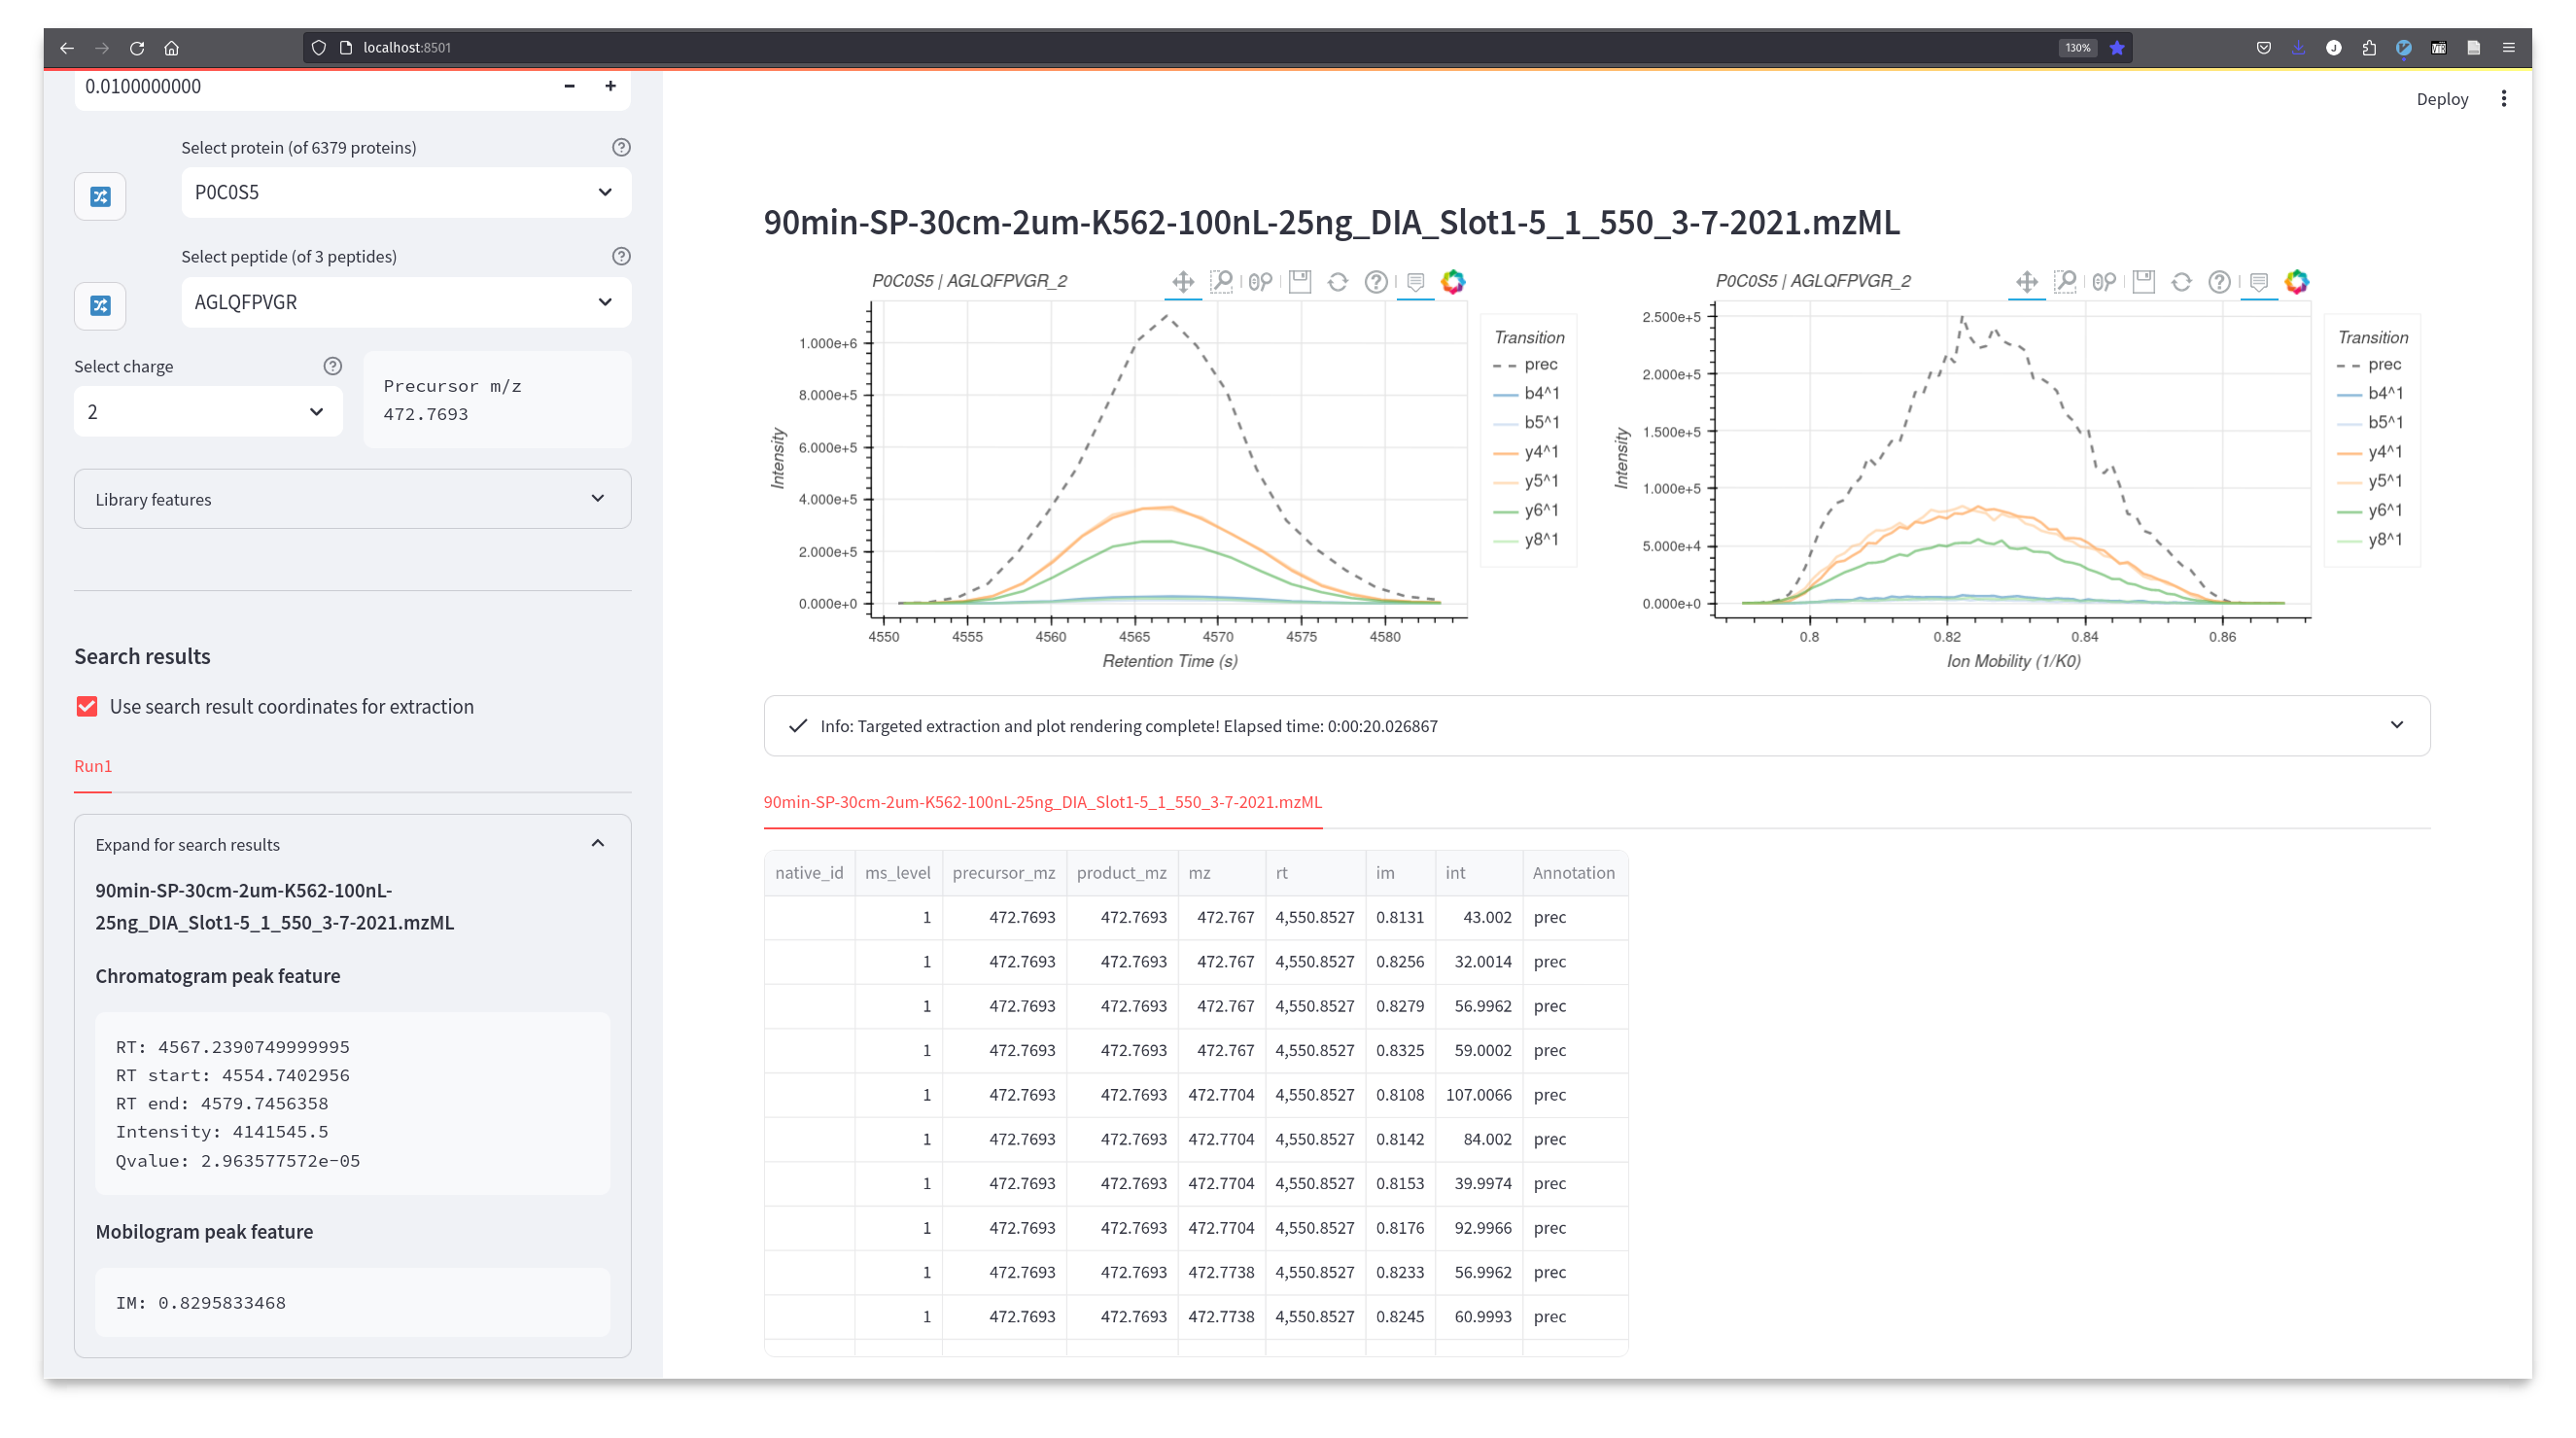 localhost:8501
130%
0.0100000000
Select protein (of 6379 proteins)
P0C0S5
Select peptide (of 3 peptides)
AGLQFPVGR
Select charge
2
Precursor m/z
472.7693
Library features
Search results
Use search result coordinates for extraction
Run1
Expand for search results
90min-SP-30cm-2um-K562-100nL-
25ng_DIA_Slot1-5_1_550_3-7-2021.mzML
Chromatogram peak feature
RT: 4567.2390749999995
RT start: 4554.7402956
RT end: 4579.7456358
Intensity: 4141545.5
Qvalue: 2.963577572e-05
Mobilogram peak feature
IM: 0.8295833468
Deploy
90min-SP-30cm-2um-K562-100nL-25ng_DIA_Slot1-5_1_550_3-7-2021.mzML
P0C0S5 | AGLQFPVGR_2
Intensity
1.000e+6
8.000e+5
6.000e+5
4.000e+5
2.000e+5
0.000e+0
4550 4555 4560 4565 4570 4575 4580
Retention Time (s)
Transition
prec
b4^1
b5^1
y4^1
y5^1
y6^1
y8^1
P0C0S5 | AGLQFPVGR_2
Intensity
2.500e+5
2.000e+5
1.500e+5
1.000e+5
5.000e+4
0.000e+0
0.8 0.82 0.84 0.86
Ion Mobility (1/K0)
Transition
prec
b4^1
b5^1
y4^1
y5^1
y6^1
y8^1
Info: Targeted extraction and plot rendering complete! Elapsed time: 0:00:20.026867
90min-SP-30cm-2um-K562-100nL-25ng_DIA_Slot1-5_1_550_3-7-2021.mzML
native_id ms_level precursor_mz product_mz mz rt im int Annotation
1 472.7693 472.7693 472.767 4,550.8527 0.8131 43.002 prec
1 472.7693 472.7693 472.767 4,550.8527 0.8256 32.0014 prec
1 472.7693 472.7693 472.767 4,550.8527 0.8279 56.9962 prec
1 472.7693 472.7693 472.767 4,550.8527 0.8325 59.0002 prec
1 472.7693 472.7693 472.7704 4,550.8527 0.8108 107.0066 prec
1 472.7693 472.7693 472.7704 4,550.8527 0.8142 84.002 prec
1 472.7693 472.7693 472.7704 4,550.8527 0.8153 39.9974 prec
1 472.7693 472.7693 472.7704 4,550.8527 0.8176 92.9966 prec
1 472.7693 472.7693 472.7738 4,550.8527 0.8233 56.9962 prec
1 472.7693 472.7693 472.7738 4,550.8527 0.8245 60.9993 prec